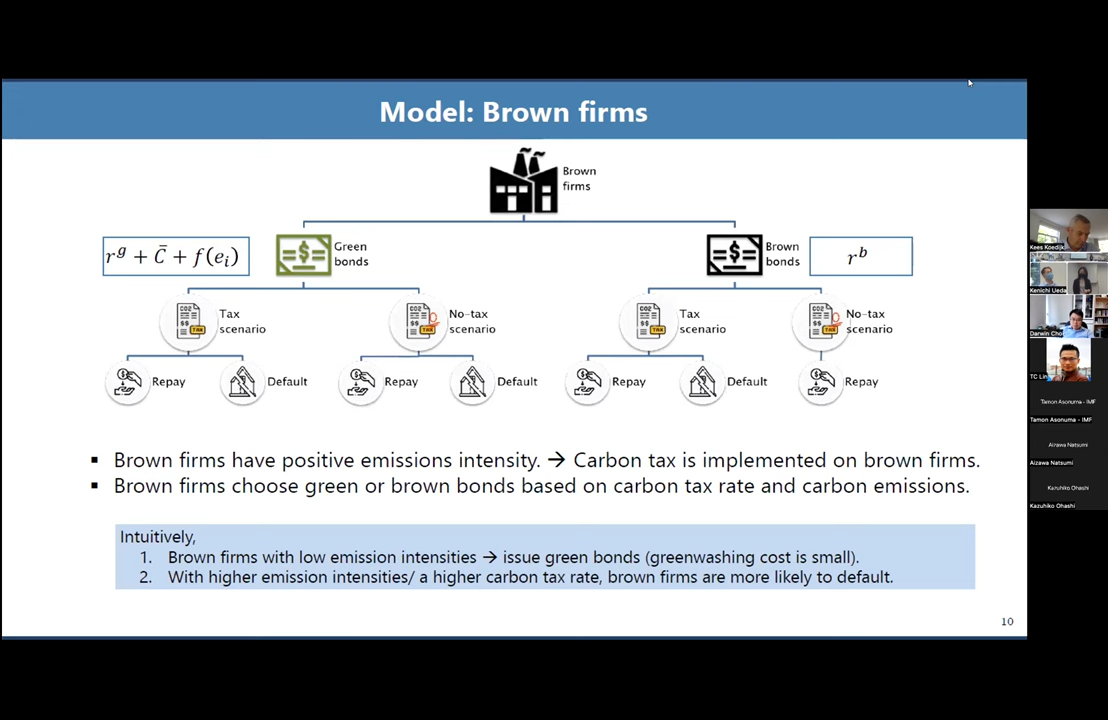 Model: Brown firms
Brown
firms
r^g + C̄ + f(e_i)
Green
bonds
Brown
bonds
r^b
Tax
scenario
No-tax
scenario
Tax
scenario
No-tax
scenario
Repay
Default
Repay
Default
Repay
Default
Repay
▪ Brown firms have positive emissions intensity. → Carbon tax is implemented on brown firms.
▪ Brown firms choose green or brown bonds based on carbon tax rate and carbon emissions.
Intuitively,
1. Brown firms with low emission intensities → issue green bonds (greenwashing cost is small).
2. With higher emission intensities/ a higher carbon tax rate, brown firms are more likely to default.
10
Kees Koedijk
Kenichi Ueda
Darwin Cho
TC Lin
Tamon Asonuma - IMF
Tamon Asonuma - IMF
Aizawa Natsumi
Aizawa Natsumi
Kazuhiko Ohashi
Kazuhiko Ohashi